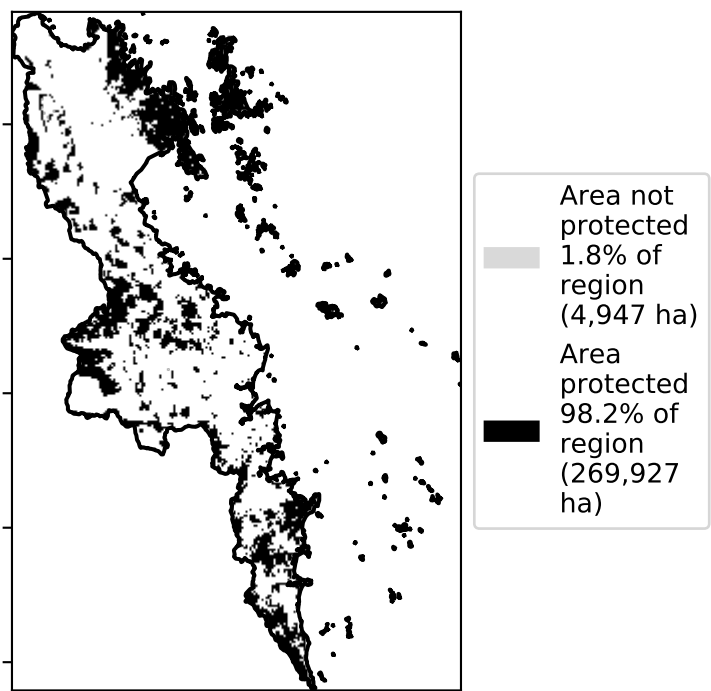 Area not
protected
1.8% of
region
(4,947 ha)
Area
protected
98.2% of
region
(269,927
ha)